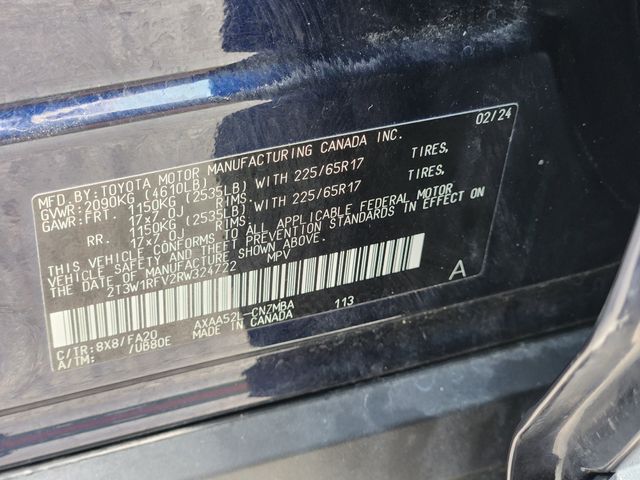 MFD. BY: TOYOTA MOTOR MANUFACTURING CANADA INC. 02/24
GVWR: 2090KG (4610LB)
GAWR: FRT. 1150KG (2535LB) WITH 225/65R17 TIRES,
17x7.0J RIMS.
RR. 1150KG (2535LB) WITH 225/65R17 TIRES,
17x7.0J RIMS.
THIS VEHICLE CONFORMS TO ALL APPLICABLE FEDERAL MOTOR
VEHICLE SAFETY AND THEFT PREVENTION STANDARDS IN EFFECT ON
THE DATE OF MANUFACTURE SHOWN ABOVE.
2T3W1RFV2RW324722 MPV
A
C/TR: 8X8/FA20 AXAA52L-CNZMBA 113
A/TM: /UB80E MADE IN CANADA